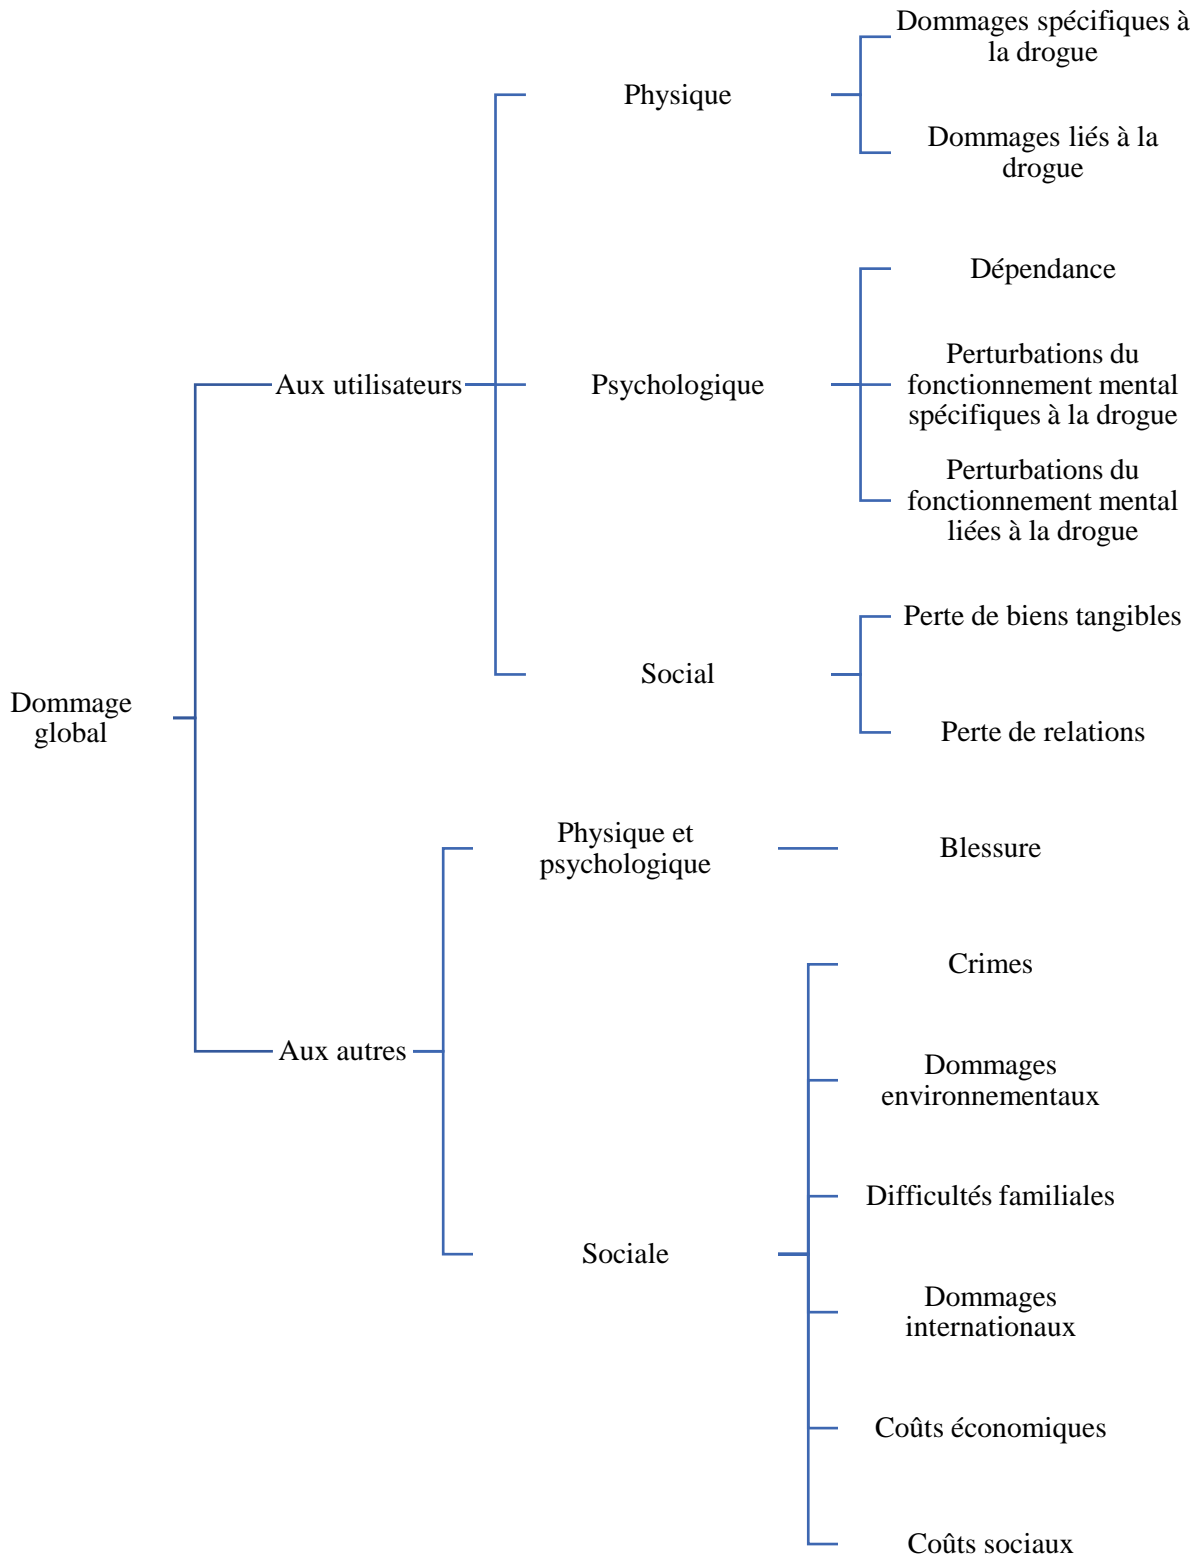 Dommages spécifiques à
la drogue
Physique
Dommages liés à la
drogue
Dépendance
Aux utilisateurs
Psychologique
Perturbations du
fonctionnement mental
spécifiques à la drogue
Perturbations du
fonctionnement mental
liées à la drogue
Perte de biens tangibles
Social
Perte de relations
Dommage
global
Physique et
psychologique
Blessure
Crimes
Aux autres
Dommages
environnementaux
Difficultés familiales
Sociale
Dommages
internationaux
Coûts économiques
Coûts sociaux